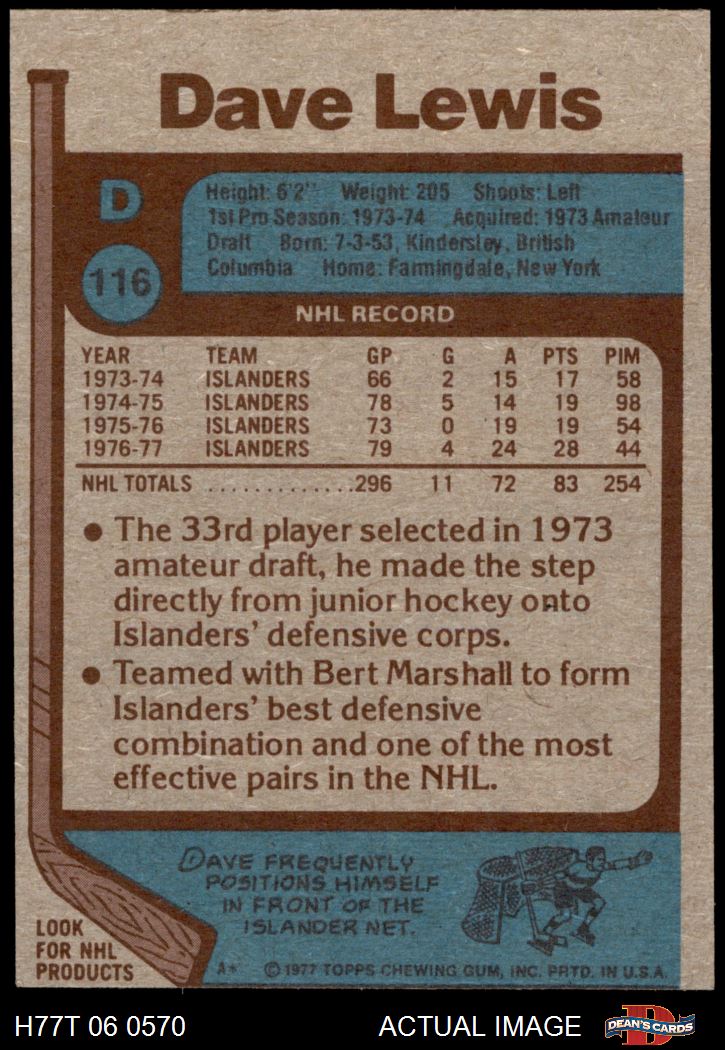 Dave Lewis
D
Height: 6'2" Weight: 205 Shoots: Left
1st Pro Season: 1973-74 Acquired: 1973 Amateur
Draft Born: 7-3-53, Kindersley, British
Columbia Home: Farmingdale, New York
116
NHL RECORD
YEAR TEAM GP G A PTS PIM
1973-74 ISLANDERS 66 2 15 17 58
1974-75 ISLANDERS 78 5 14 19 98
1975-76 ISLANDERS 73 0 19 19 54
1976-77 ISLANDERS 79 4 24 28 44
NHL TOTALS .............296 11 72 83 254
• The 33rd player selected in 1973
amateur draft, he made the step
directly from junior hockey onto
Islanders' defensive corps.
• Teamed with Bert Marshall to form
Islanders' best defensive
combination and one of the most
effective pairs in the NHL.
DAVE FREQUENTLY
POSITIONS HIMSELF
IN FRONT OF THE
ISLANDER NET.
LOOK
FOR NHL
PRODUCTS
A* © 1977 TOPPS CHEWING GUM, INC. PRTD. IN U.S.A.
H77T 06 0570 ACTUAL IMAGE
D
DEAN'S CARDS